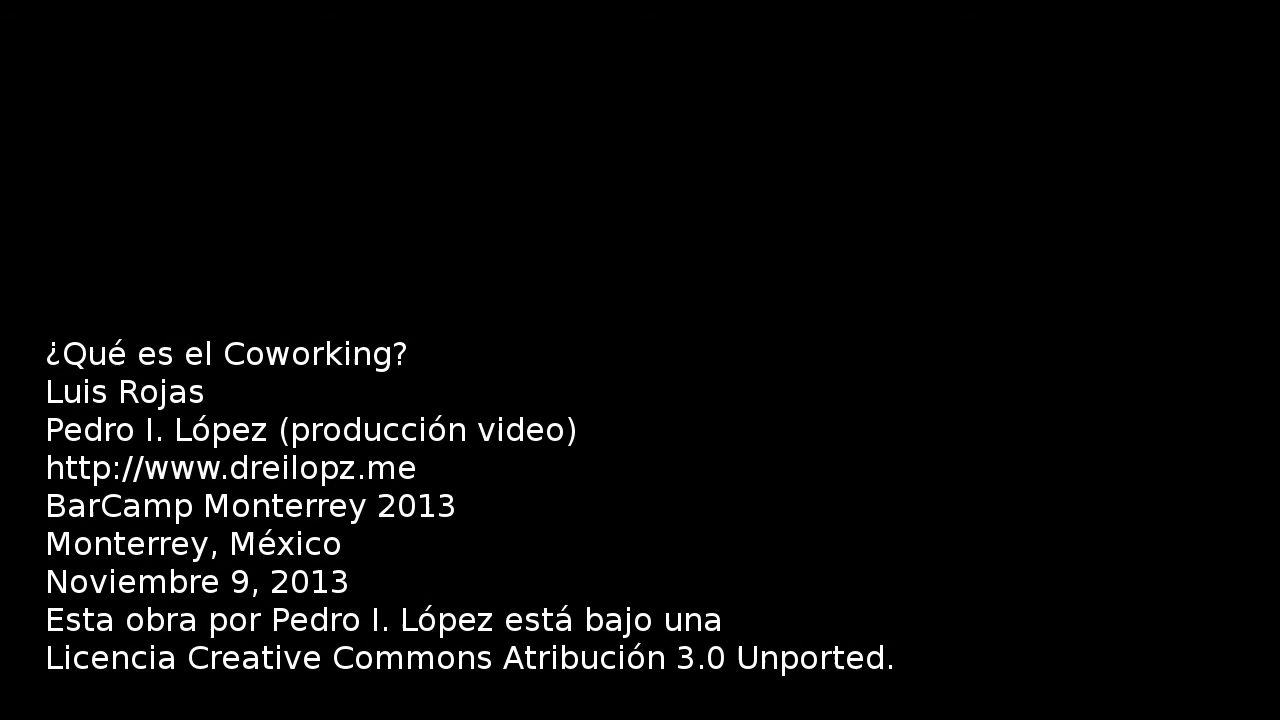 ¿Qué es el Coworking?
Luis Rojas
Pedro I. López (producción video)
http://www.dreilopz.me
BarCamp Monterrey 2013
Monterrey, México
Noviembre 9, 2013
Esta obra por Pedro I. López está bajo una
Licencia Creative Commons Atribución 3.0 Unported.